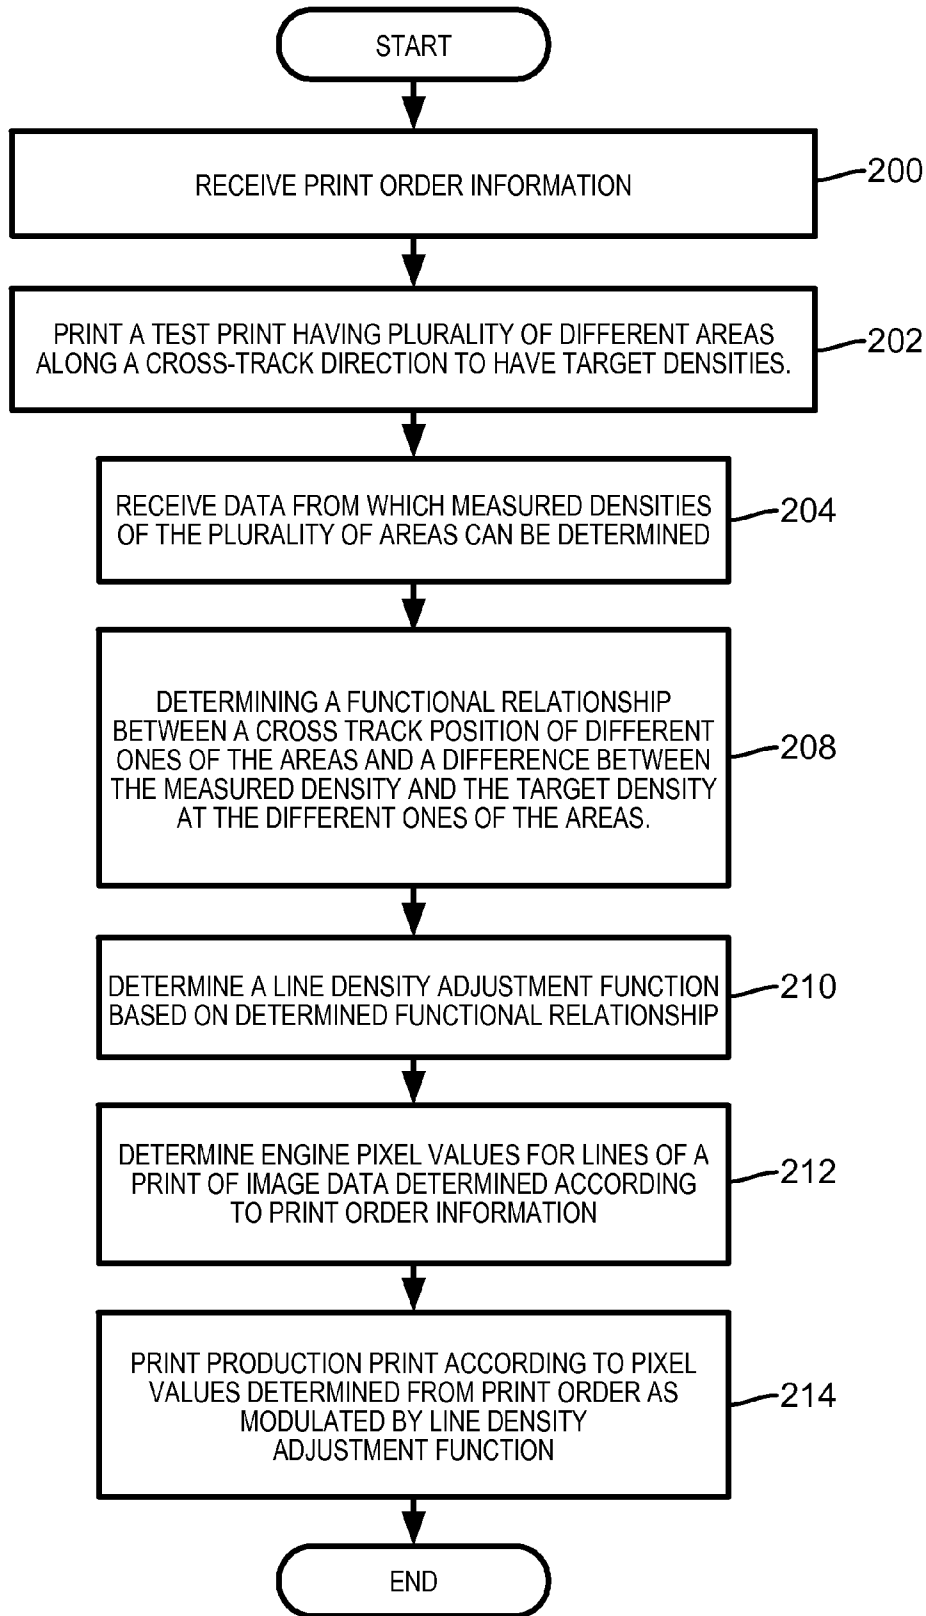 START
RECEIVE PRINT ORDER INFORMATION
200
PRINT A TEST PRINT HAVING PLURALITY OF DIFFERENT AREAS
ALONG A CROSS-TRACK DIRECTION TO HAVE TARGET DENSITIES.
202
RECEIVE DATA FROM WHICH MEASURED DENSITIES
OF THE PLURALITY OF AREAS CAN BE DETERMINED
204
DETERMINING A FUNCTIONAL RELATIONSHIP
BETWEEN A CROSS TRACK POSITION OF DIFFERENT
ONES OF THE AREAS AND A DIFFERENCE BETWEEN
THE MEASURED DENSITY AND THE TARGET DENSITY
AT THE DIFFERENT ONES OF THE AREAS.
208
DETERMINE A LINE DENSITY ADJUSTMENT FUNCTION
BASED ON DETERMINED FUNCTIONAL RELATIONSHIP
210
DETERMINE ENGINE PIXEL VALUES FOR LINES OF A
PRINT OF IMAGE DATA DETERMINED ACCORDING
TO PRINT ORDER INFORMATION
212
PRINT PRODUCTION PRINT ACCORDING TO PIXEL
VALUES DETERMINED FROM PRINT ORDER AS
MODULATED BY LINE DENSITY
ADJUSTMENT FUNCTION
214
END